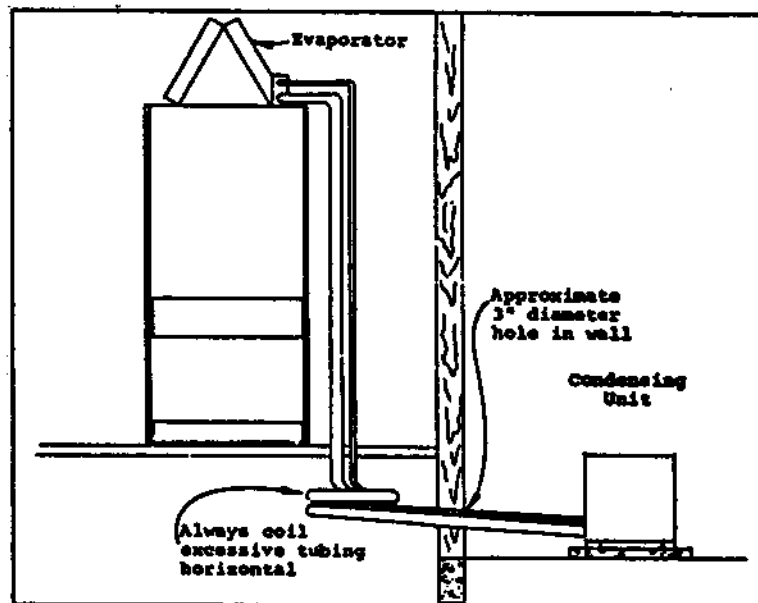 Evaporator
Approximate
3" diameter
hole in wall
Condensing
Unit
Always coil
excessive tubing
horizontal